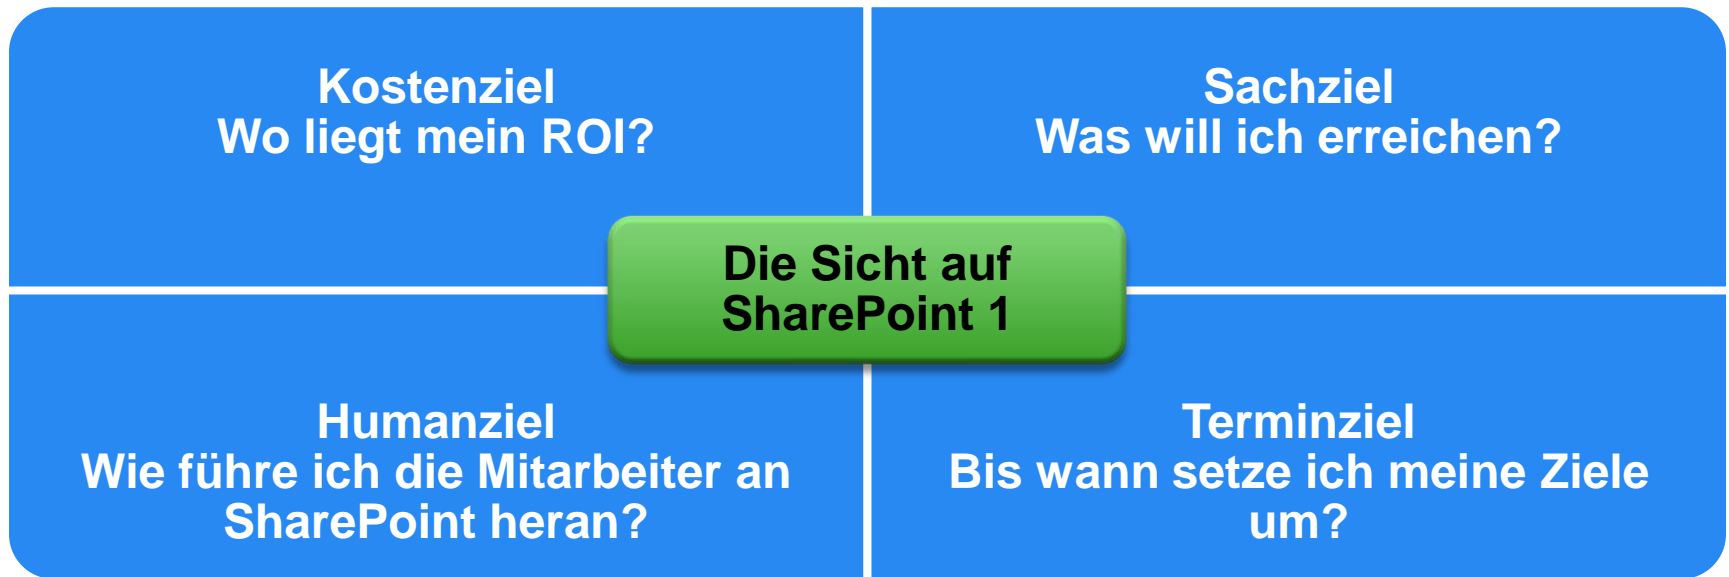 Kostenziel
Wo liegt mein ROI?
Sachziel
Was will ich erreichen?
Die Sicht auf
SharePoint 1
Humanziel
Wie führe ich die Mitarbeiter an
SharePoint heran?
Terminziel
Bis wann setze ich meine Ziele
um?